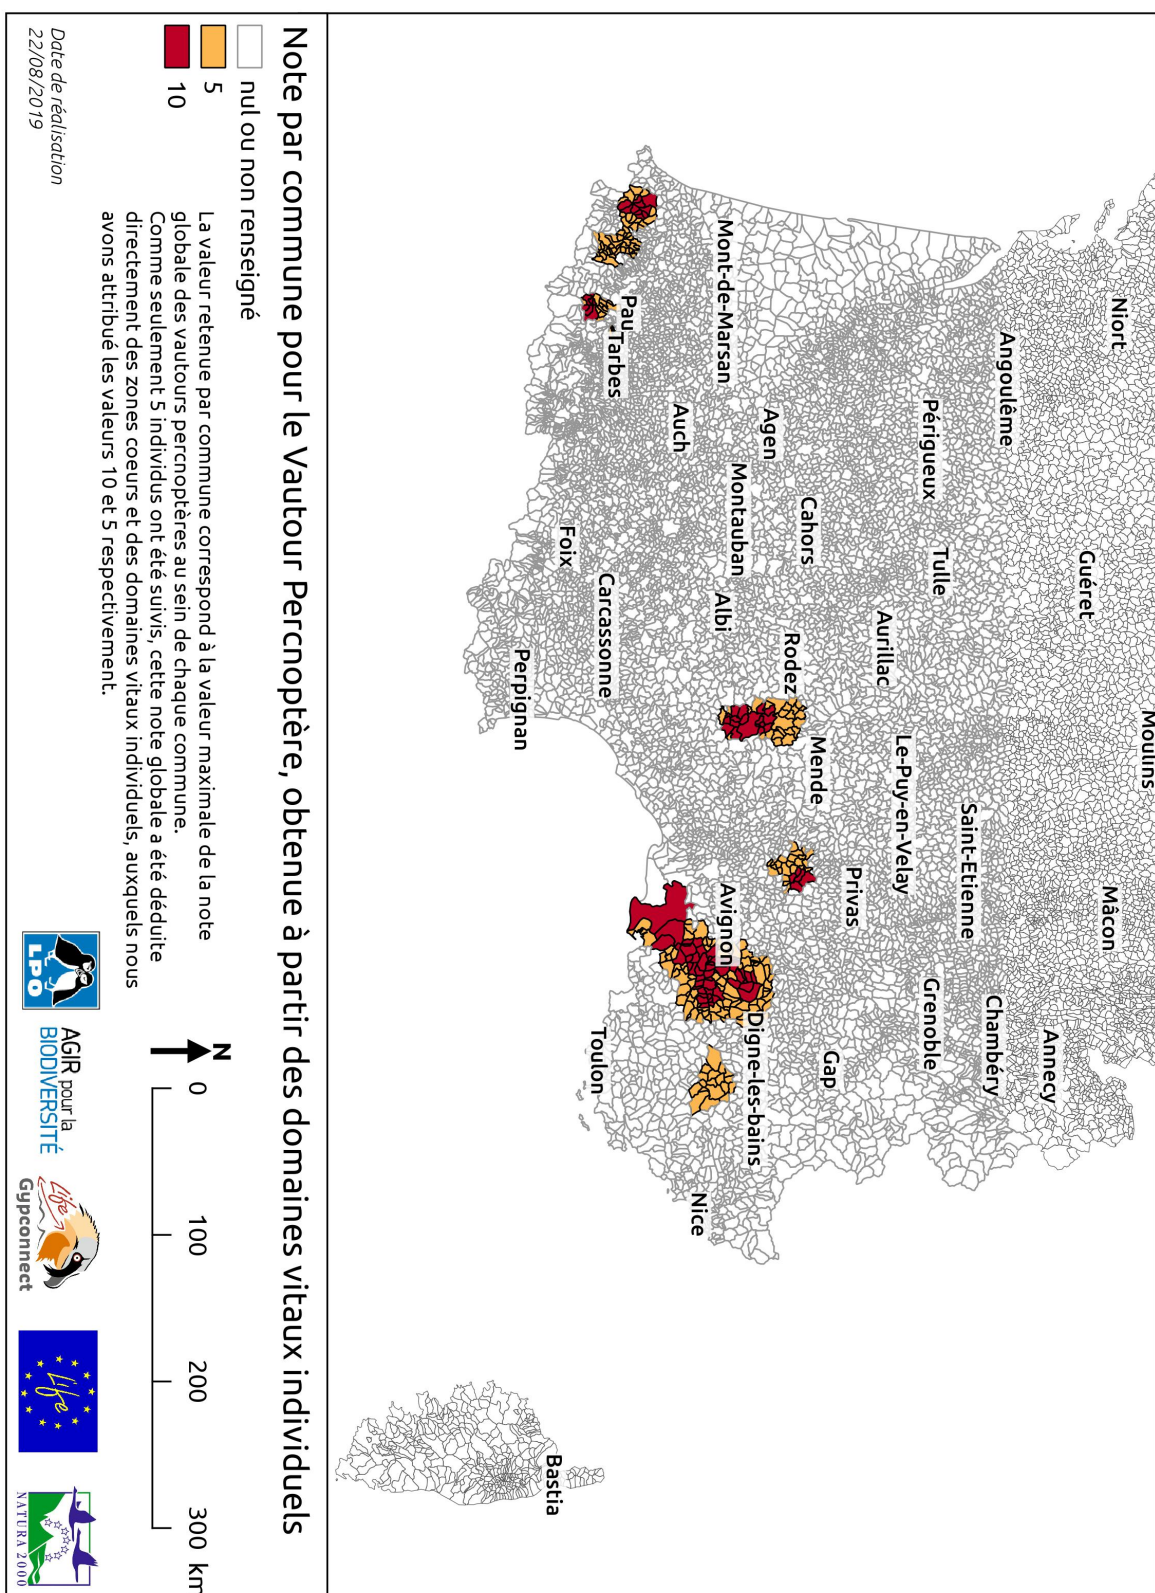 Moulins
Niort
Guéret
Mâcon
Annecy
Angoulême
Saint-Etienne
Chambéry
Périgueux
Tulle
Grenoble
Aurillac
Le-Puy-en-Velay
Privas
Cahors
Rodez
Mende
Gap
Agen
Mont-de-Marsan
Montauban
Albi
Avignon
Digne-les-bains
Auch
Nice
Pau
Tarbes
Carcassonne
Toulon
Foix
Perpignan
Bastia
Note par commune pour le Vautour Percnoptère, obtenue à partir des domaines vitaux individuels
nul ou non renseigné
5
10
La valeur retenue par commune correspond à la valeur maximale de la note
globale des vautours percnoptères au sein de chaque commune.
Comme seulement 5 individus ont été suivis, cette note globale a été déduite
directement des zones coeurs et des domaines vitaux individuels, auxquels nous
avons attribué les valeurs 10 et 5 respectivement.
Date de réalisation
22/08/2019
N
0 100 200 300 km
LPO
AGIR pour la
BIODIVERSITÉ
Life
Gypconnect
Life
NATURA 2000